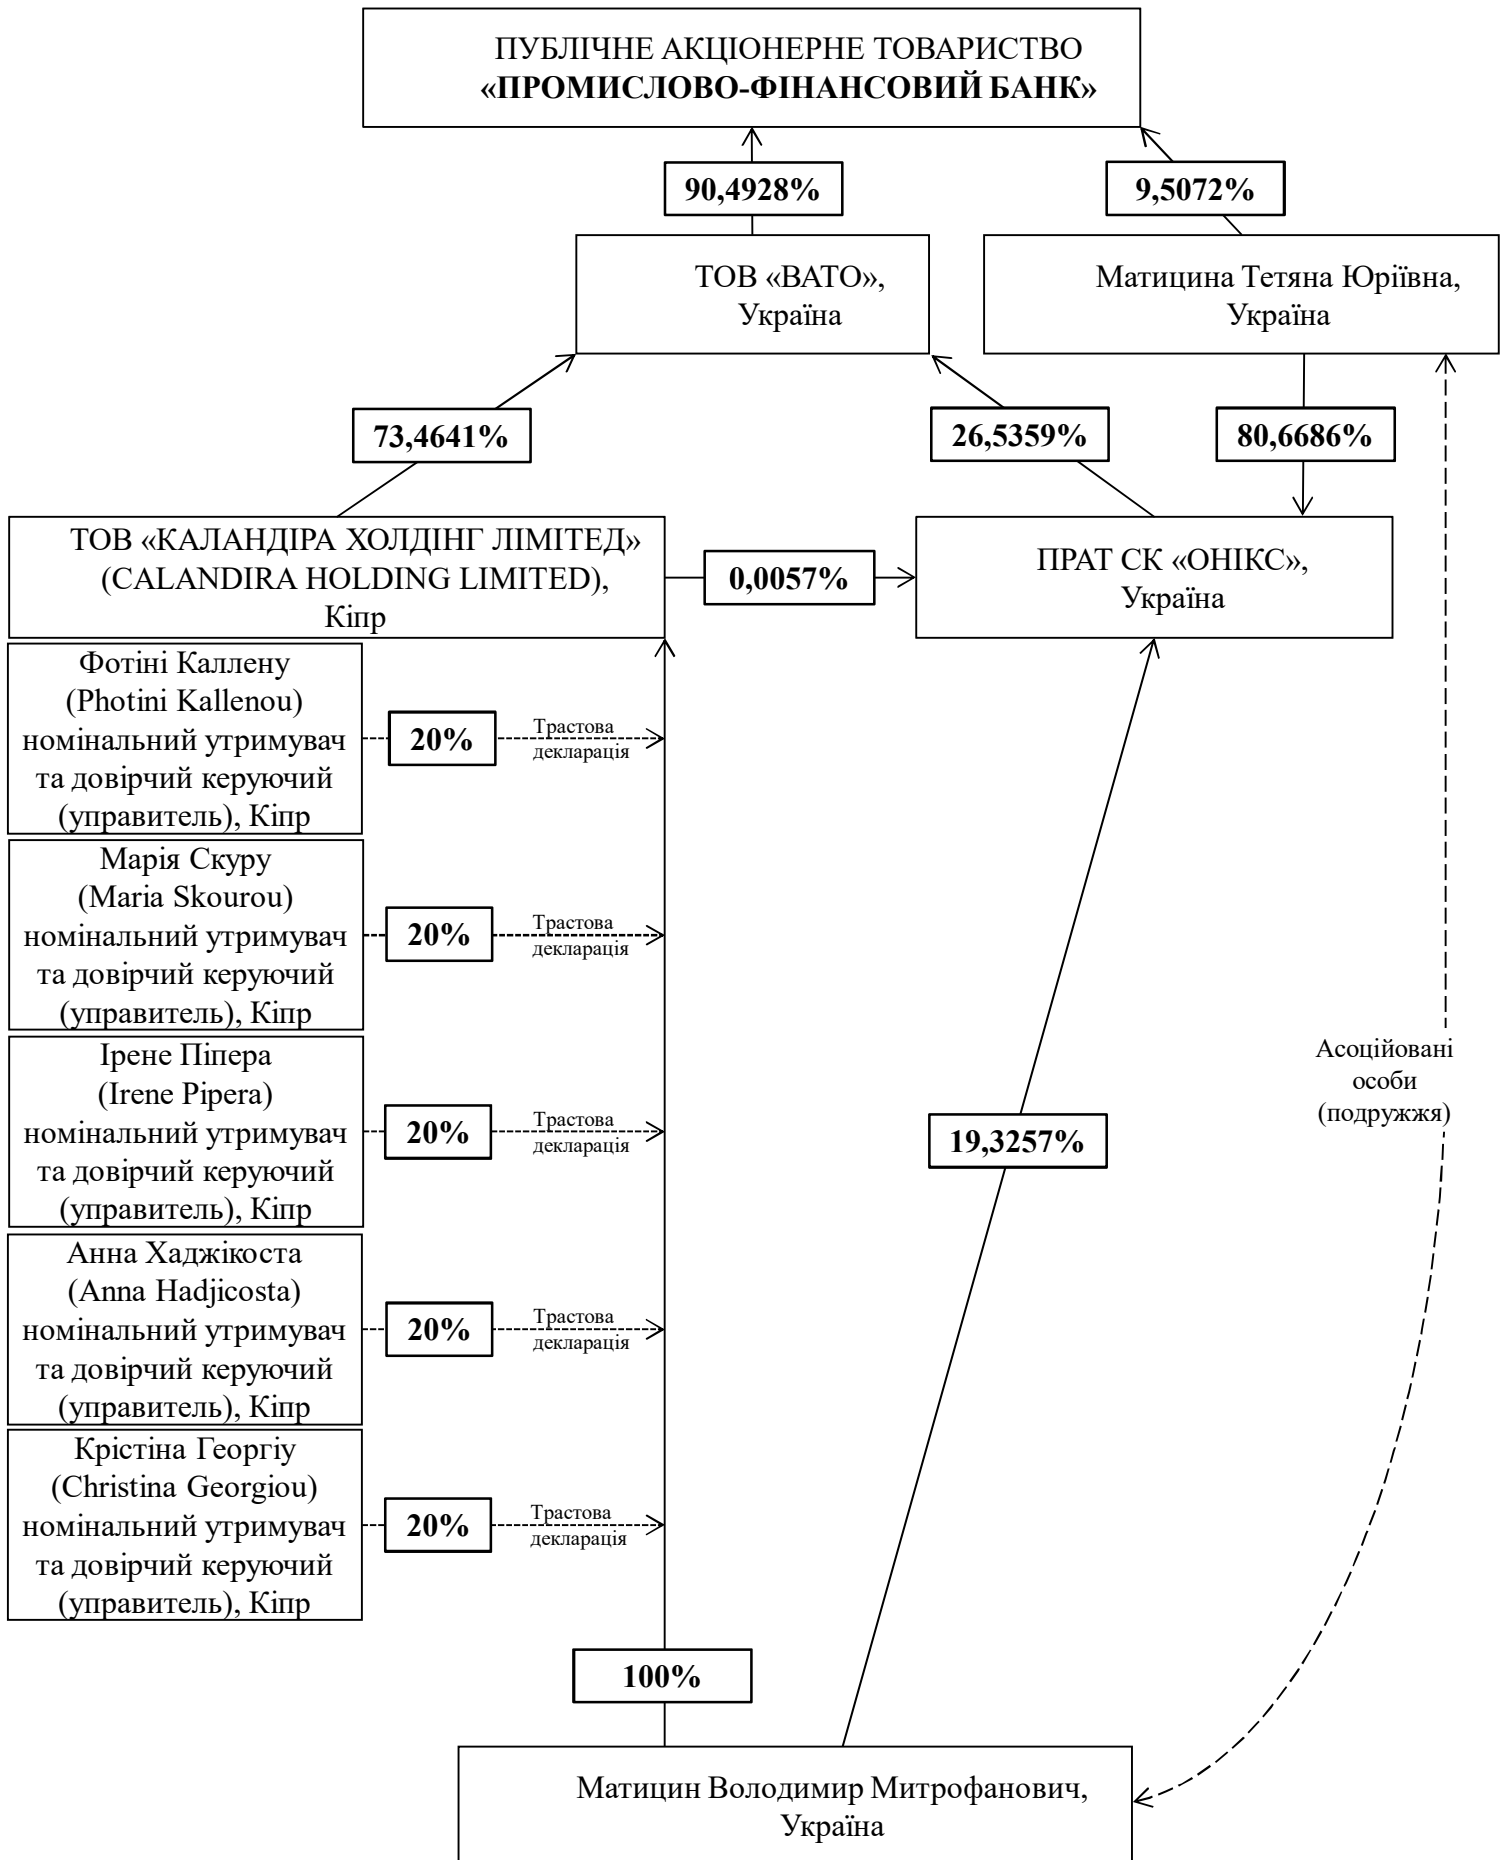 ПУБЛІЧНЕ АКЦІОНЕРНЕ ТОВАРИСТВО
«ПРОМИСЛОВО-ФІНАНСОВИЙ БАНК»
90,4928%
9,5072%
ТОВ «ВАТО»,
Україна
Матицина Тетяна Юріївна,
Україна
73,4641%
26,5359%
80,6686%
ТОВ «КАЛАНДІРА ХОЛДІНГ ЛІМІТЕД»
(CALANDIRA HOLDING LIMITED),
Кіпр
0,0057%
ПРАТ СК «ОНІКС»,
Україна
Фотіні Каллену
(Photini Kallenou)
номінальний утримувач
та довірчий керуючий
(управитель), Кіпр
20%
Трастова
декларація
Марія Скуру
(Maria Skourou)
номінальний утримувач
та довірчий керуючий
(управитель), Кіпр
20%
Трастова
декларація
Ірене Піпера
(Irene Pipera)
номінальний утримувач
та довірчий керуючий
(управитель), Кіпр
20%
Трастова
декларація
Асоційовані
особи
(подружжя)
19,3257%
Анна Хаджікоста
(Anna Hadjicosta)
номінальний утримувач
та довірчий керуючий
(управитель), Кіпр
20%
Трастова
декларація
Крістіна Георгіу
(Christina Georgiou)
номінальний утримувач
та довірчий керуючий
(управитель), Кіпр
20%
Трастова
декларація
100%
Матицин Володимир Митрофанович,
Україна